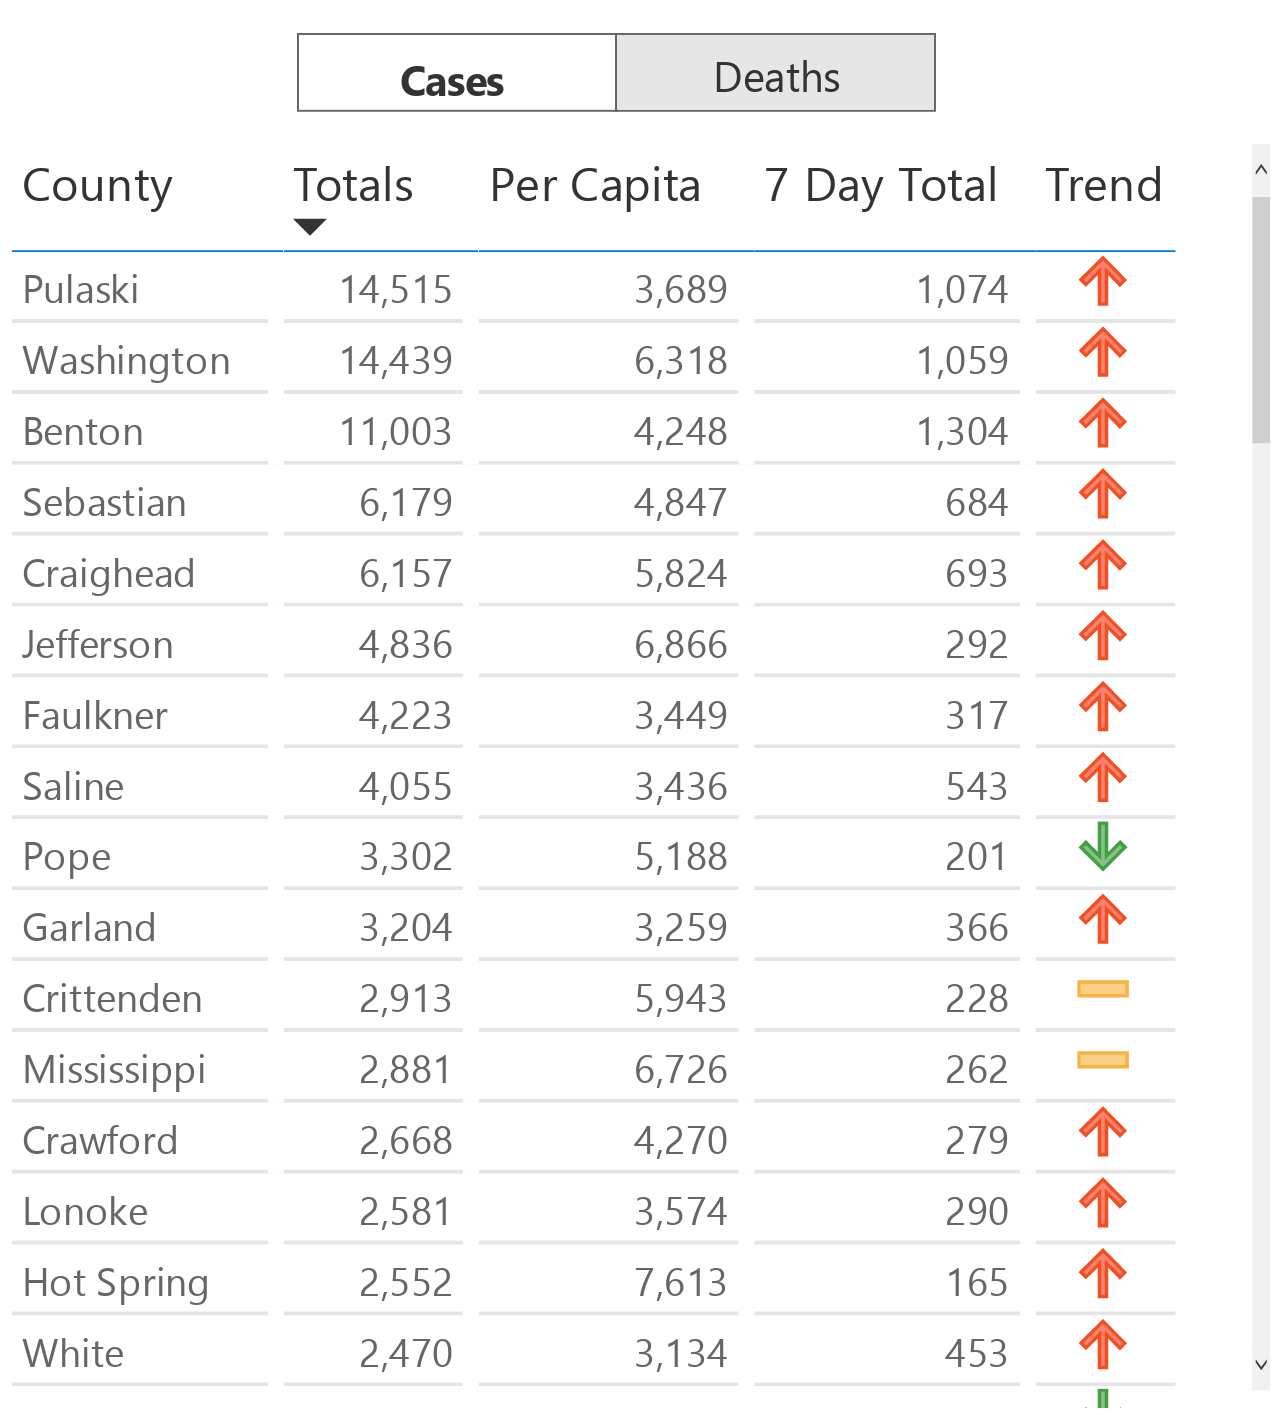 Cases Deaths
County Totals Per Capita 7 Day Total Trend
Pulaski 14,515 3,689 1,074
Washington 14,439 6,318 1,059
Benton 11,003 4,248 1,304
Sebastian 6,179 4,847 684
Craighead 6,157 5,824 693
Jefferson 4,836 6,866 292
Faulkner 4,223 3,449 317
Saline 4,055 3,436 543
Pope 3,302 5,188 201
Garland 3,204 3,259 366
Crittenden 2,913 5,943 228
Mississippi 2,881 6,726 262
Crawford 2,668 4,270 279
Lonoke 2,581 3,574 290
Hot Spring 2,552 7,613 165
White 2,470 3,134 453